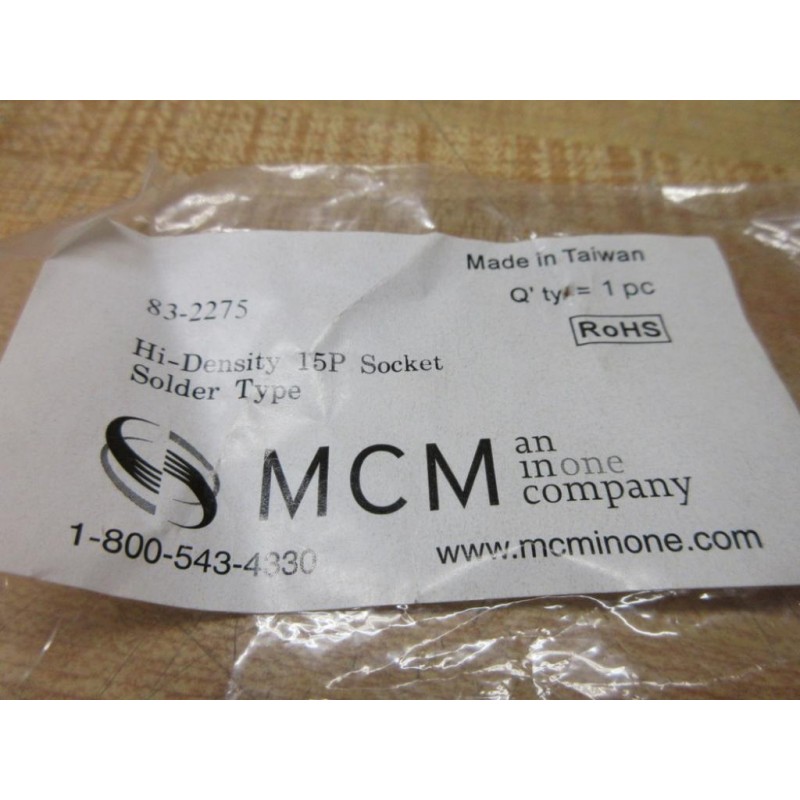 Made in Taiwan
83-2275
Q' ty = 1 pc
RoHS
Hi-Density 15P Socket
Solder Type
MCM
an
inone
company
1-800-543-4330
www.mcminone.com